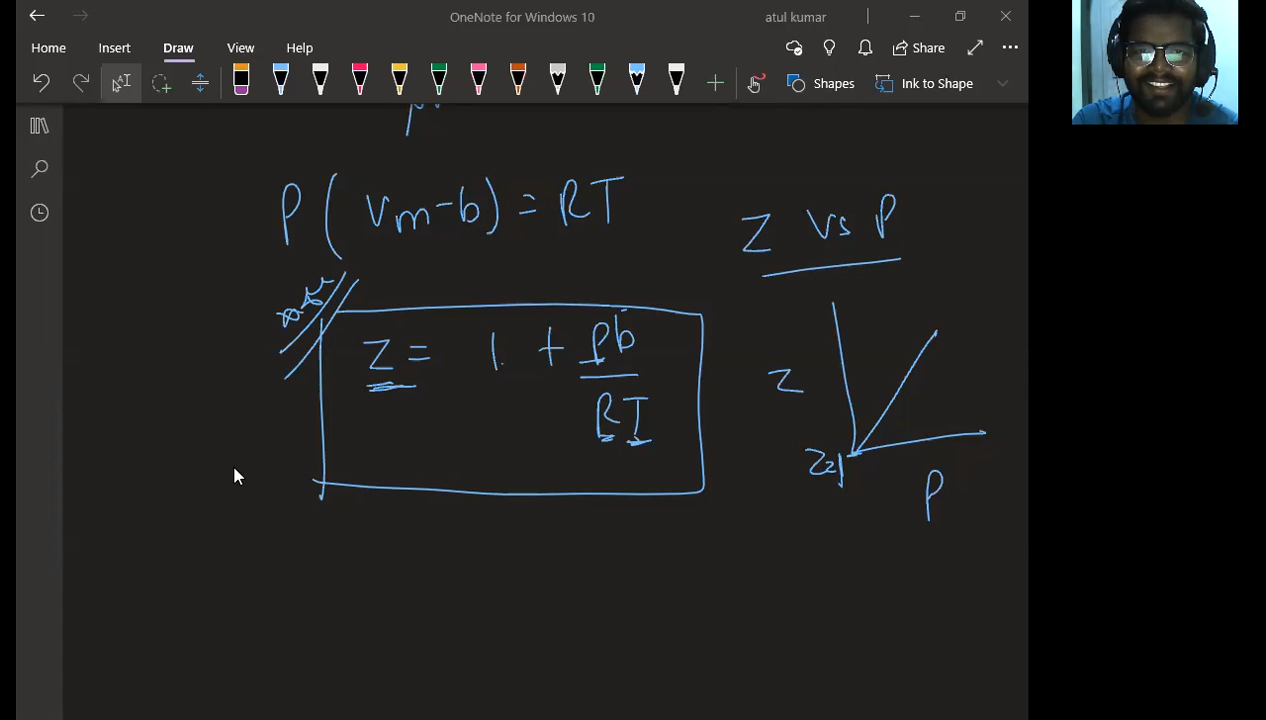 OneNote for Windows 10
atul kumar
Home Insert Draw View Help
Share
Shapes
Ink to Shape
P(Vm-b) = RT
Z vs P
Z = 1 + Pb
RT
Z
Z=1
P